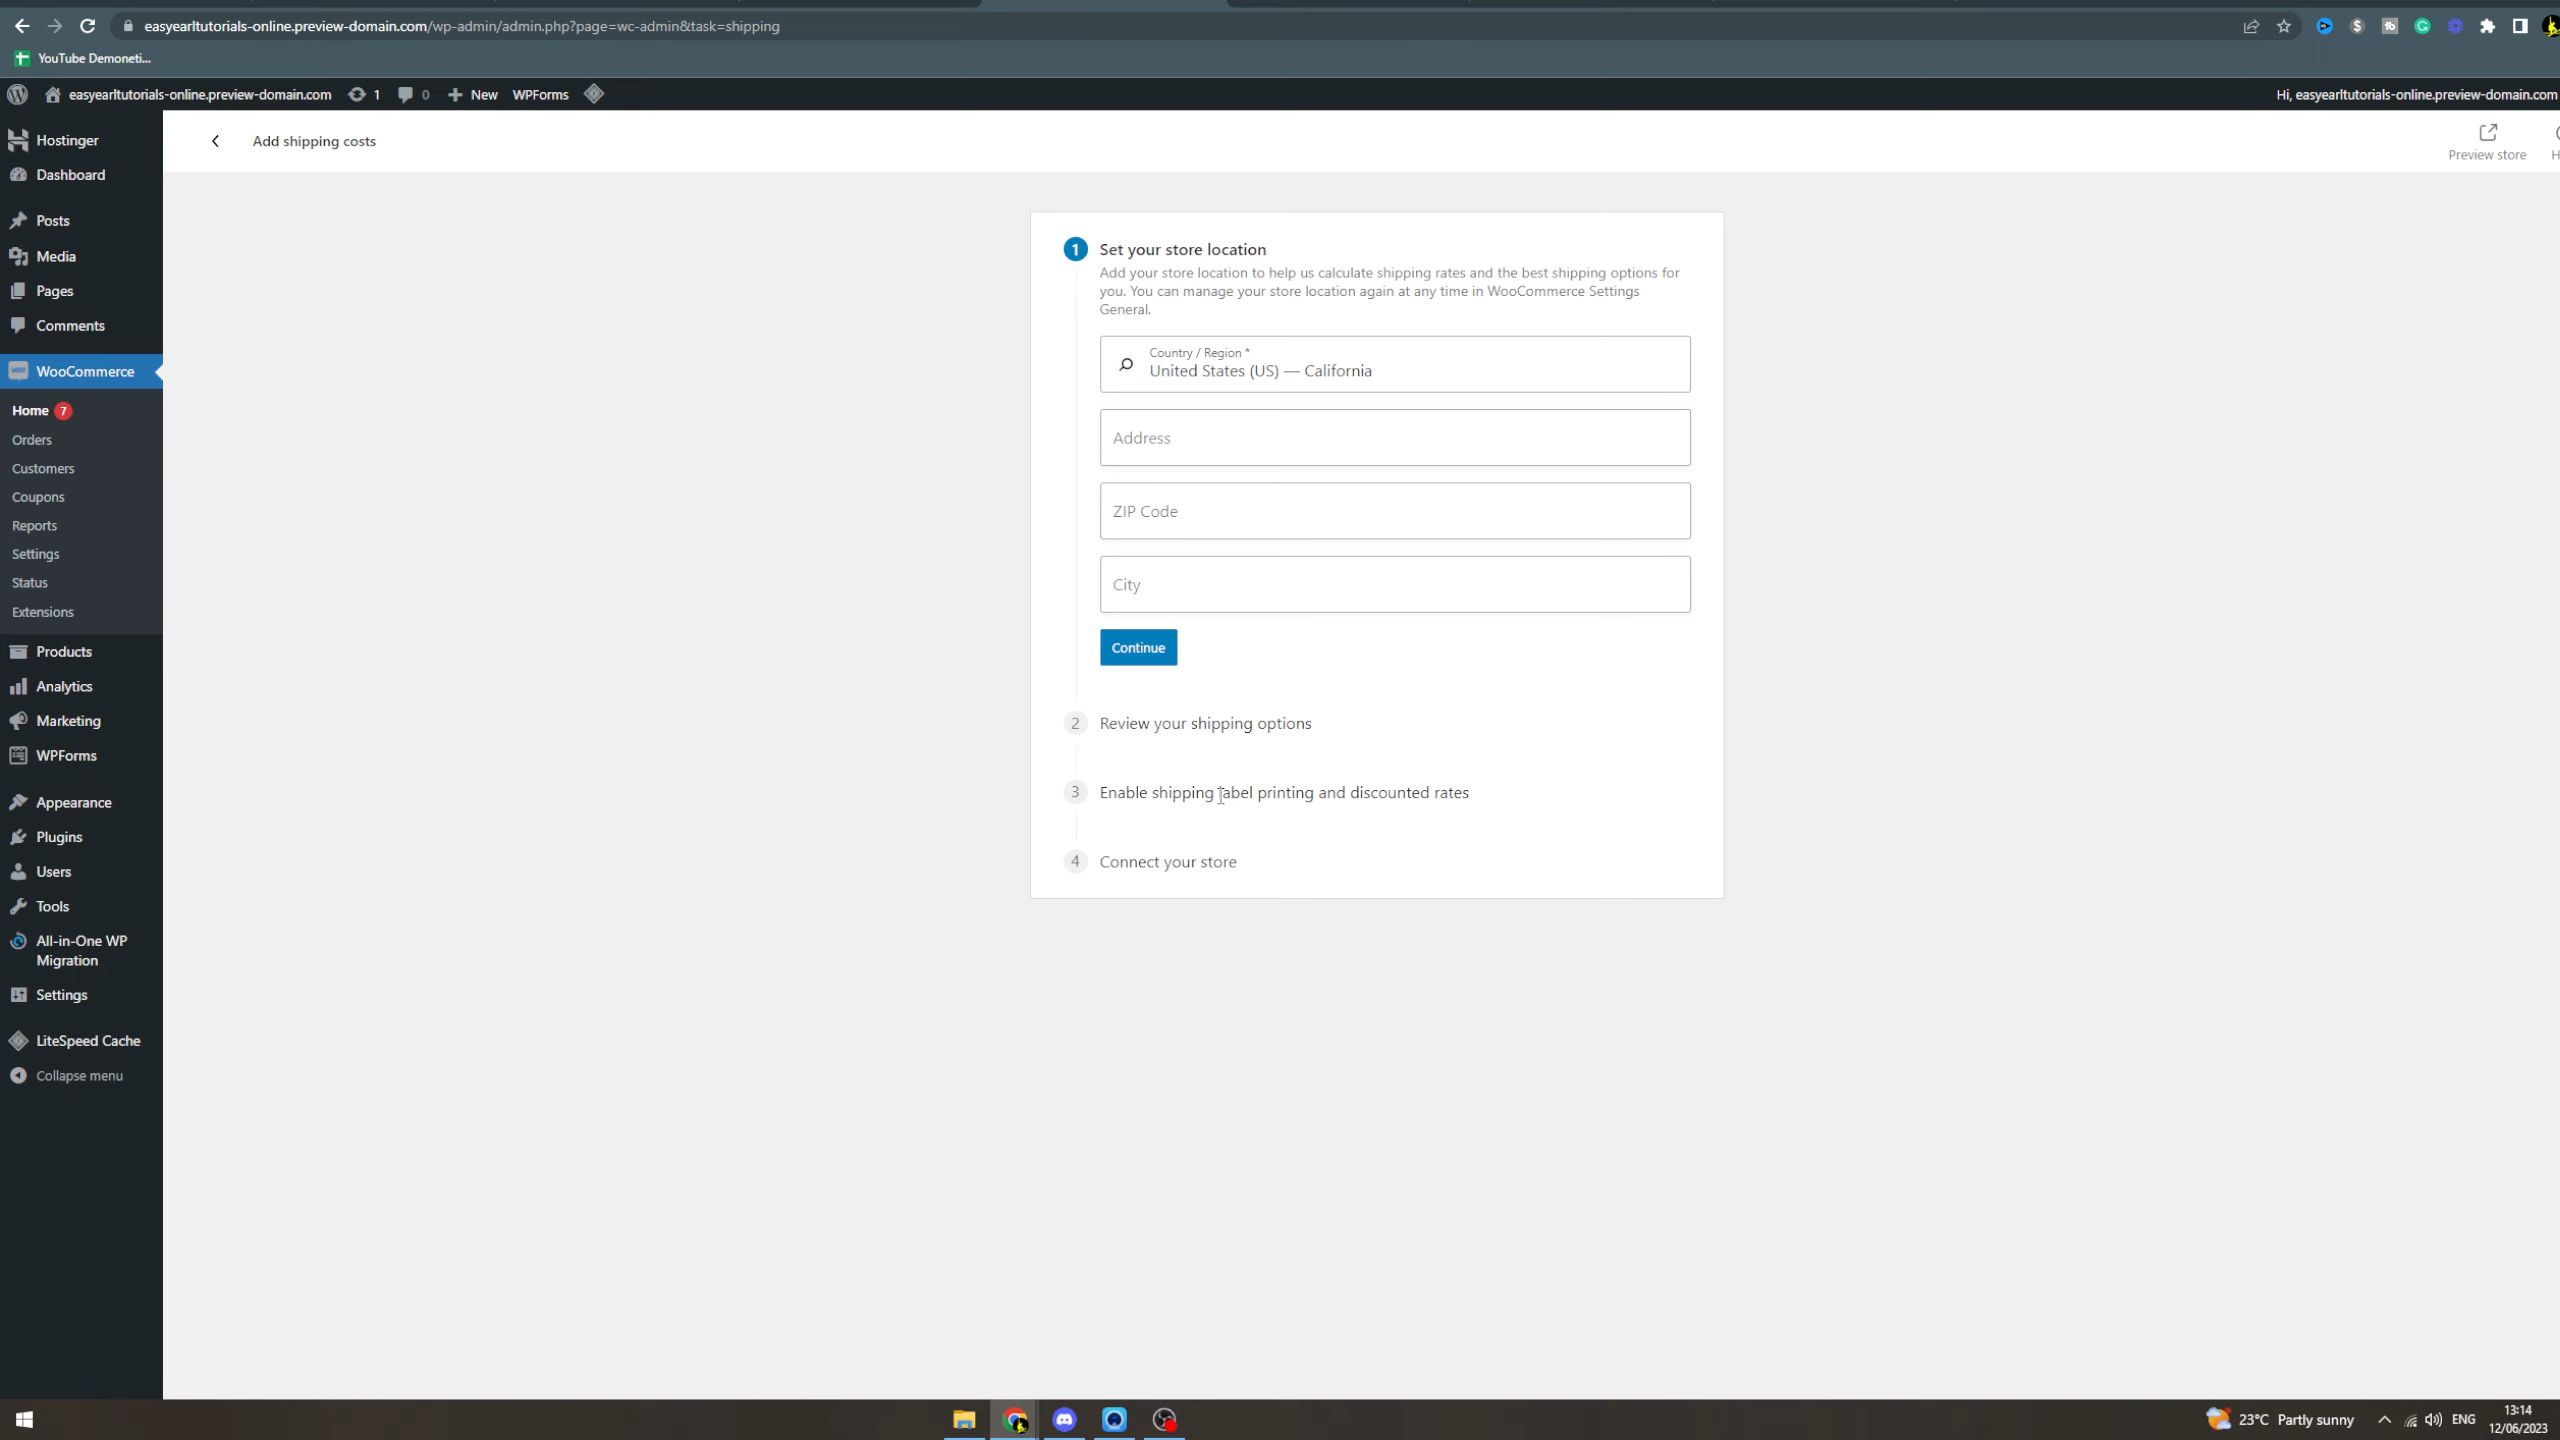 easyearltutorials-online.preview-domain.com/wp-admin/admin.php?page=wc-admin&task=shipping
YouTube Demoneti...
easyearltutorials-online.preview-domain.com 1 0 New WPForms
Hi, easyearltutorials-online.preview-domain.com
Hostinger
Dashboard
Posts
Media
Pages
Comments
WooCommerce
Home 7
Orders
Customers
Coupons
Reports
Settings
Status
Extensions
Products
Analytics
Marketing
WPForms
Appearance
Plugins
Users
Tools
All-in-One WP
Migration
Settings
LiteSpeed Cache
Collapse menu
Add shipping costs
Preview store
1 Set your store location
Add your store location to help us calculate shipping rates and the best shipping options for
you. You can manage your store location again at any time in WooCommerce Settings
General.
Country / Region *
United States (US) — California
Address
ZIP Code
City
Continue
2 Review your shipping options
3 Enable shipping label printing and discounted rates
4 Connect your store
23°C Partly sunny
ENG
13:14
12/06/2023